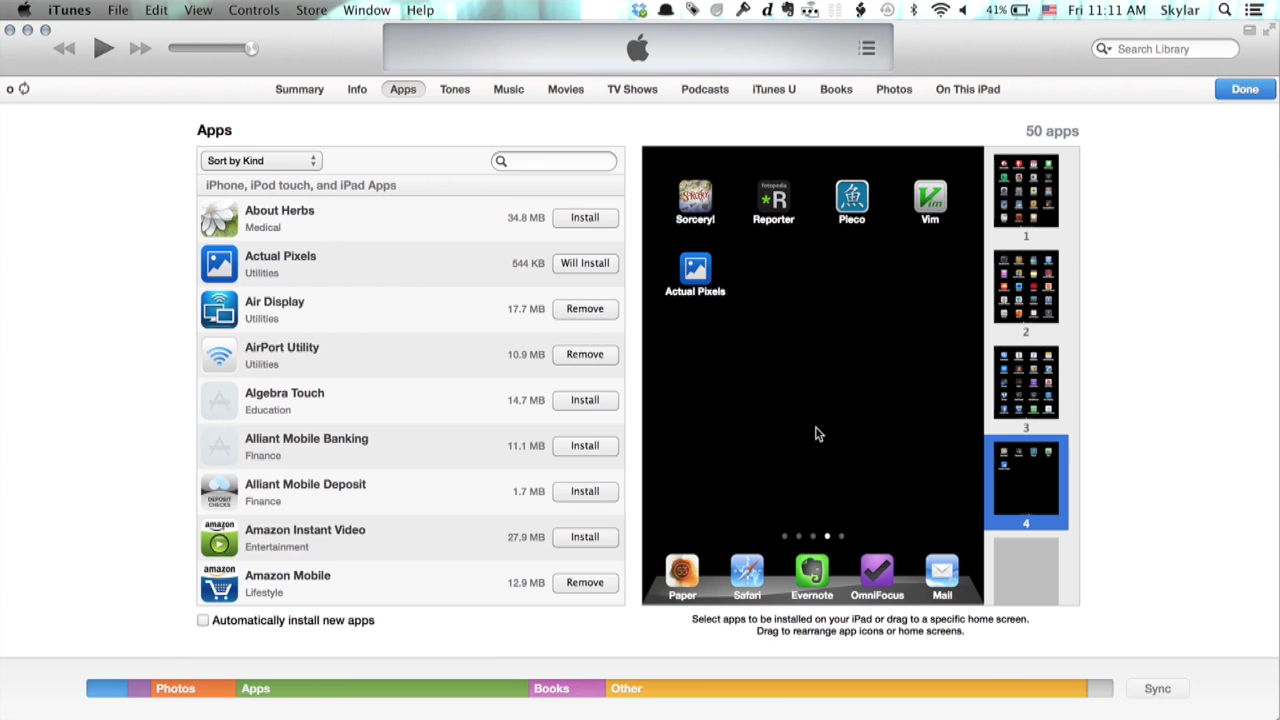 iTunes File Edit View Controls Store Window Help 41% Fri 11:11 AM Skylar
Search Library
Summary Info Apps Tones Music Movies TV Shows Podcasts iTunes U Books Photos On This iPad Done
Apps 50 apps
Sort by Kind
iPhone, iPod touch, and iPad Apps
About Herbs
Medical
34.8 MB Install
Actual Pixels
Utilities
544 KB Will Install
Air Display
Utilities
17.7 MB Remove
AirPort Utility
Utilities
10.9 MB Remove
Algebra Touch
Education
14.7 MB Install
Alliant Mobile Banking
Finance
11.1 MB Install
DEPOSIT CHECKS
Alliant Mobile Deposit
Finance
1.7 MB Install
amazon
Amazon Instant Video
Entertainment
27.9 MB Install
amazon
Amazon Mobile
Lifestyle
12.9 MB Remove
Automatically install new apps
Sorcery!
fotopedia
*R
Reporter
魚
Pleco
Vim
Vim
Actual Pixels
Paper Safari Evernote OmniFocus Mail
1
2
3
4
Select apps to be installed on your iPad or drag to a specific home screen.
Drag to rearrange app icons or home screens.
Photos Apps Books Other Sync